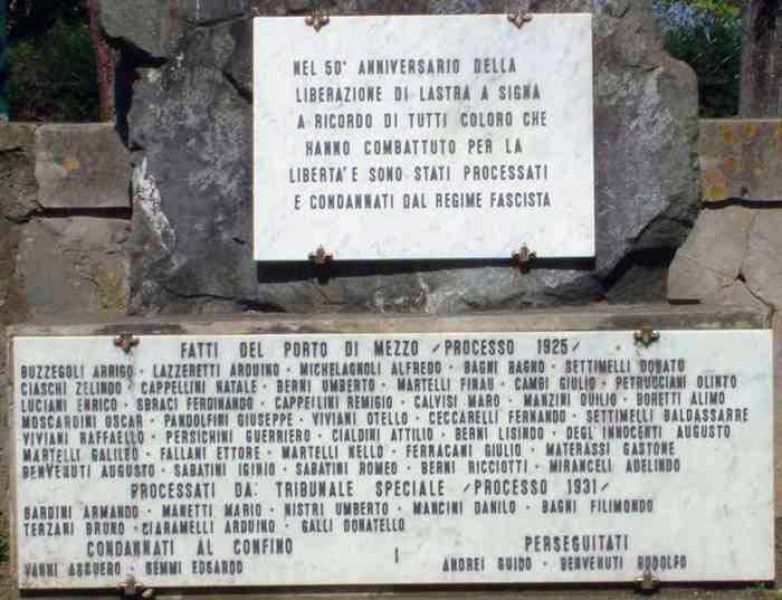 NEL 50° ANNIVERSARIO DELLA
LIBERAZIONE DI LASTRA A SIGNA
A RICORDO DI TUTTI COLORO CHE
HANNO COMBATTUTO PER LA
LIBERTA' E SONO STATI PROCESSATI
E CONDANNATI DAL REGIME FASCISTA
FATTI DEL PORTO DI MEZZO /PROCESSO 1925/
BUZZEGOLI ARRIGO · LAZZERETTI ARDUINO · MICHELAGNOLI ALFREDO · BAGNI BAGNO · SETTIMELLI DONATO
CIASCHI ZELINDO · CAPPELLINI NATALE · BERNI UMBERTO · MARTELLI FINAU · CAMBI GIULIO · PETRUCCIANI OLINTO
LUCIANI ENRICO · SBRACI FERDINANDO · CAPPELLINI REMIGIO · CALVISI MARO · MANZINI DUILIO · BORETTI ALIMO
MOSCARDINI OSCAR · PANDOLFINI GIUSEPPE · VIVIANI OTELLO · CECCARELLI FERNANDO · SETTIMELLI BALDASSARRE
VIVIANI RAFFAELLO · PERSICHINI GUERRIERO · CIALDINI ATTILIO · BERNI LISINDO · DEGL'INNOCENTI AUGUSTO
MARTELLI GALILEO · FALLANI ETTORE · MARTELLI NELLO · FERRACANI GIULIO · MATERASSI GASTONE
BENVENUTI AUGUSTO · SABATINI IGINIO · SABATINI ROMEO · BERNI RICCIOTTI · MIRANCELI ADELINDO
PROCESSATI DA: TRIBUNALE SPECIALE /PROCESSO 1931/
BARDINI ARMANDO · MANETTI MARIO · NISTRI UMBERTO · MANCINI DANILO · BAGNI FILIMONDO
TERZANI BRUNO · CIARAMELLI ARDUINO · GALLI DONATELLO
CONDANNATI AL CONFINO
VANNI ASSUERO · GEMMI EDGARDO
PERSEGUITATI
ANDREI GUIDO · BENVENUTI RODOLFO